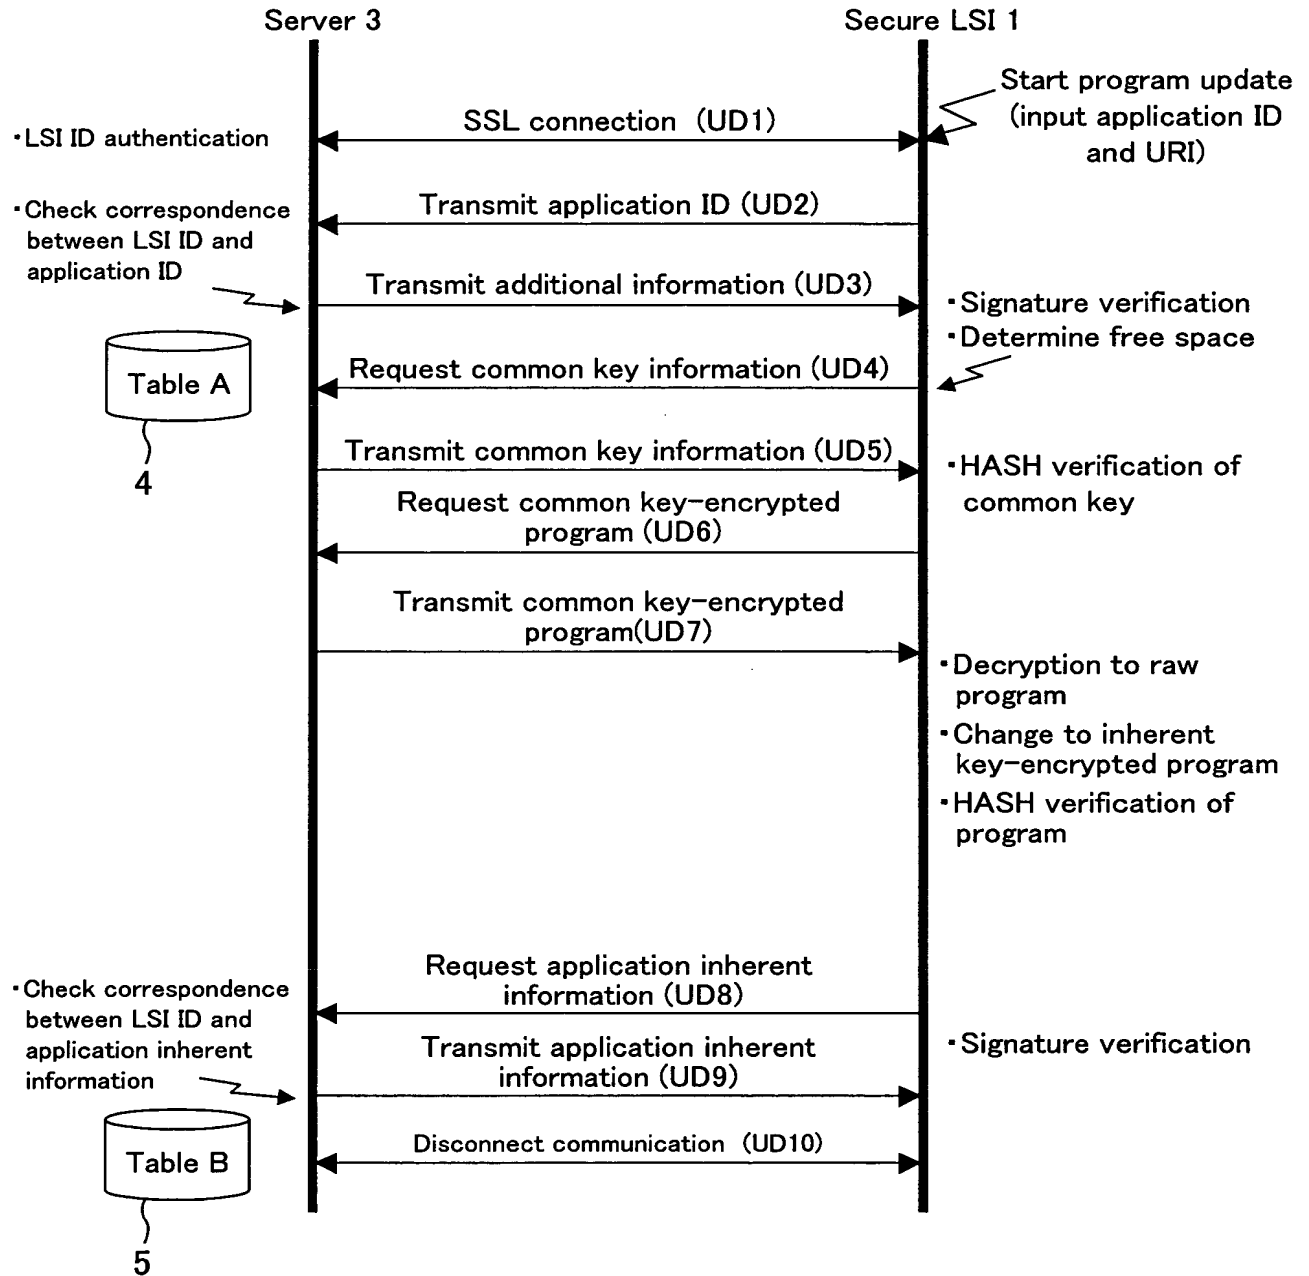 Server 3
Secure LSI 1
Start program update
(input application ID
and URI)
SSL connection (UD1)
・LSI ID authentication
Transmit application ID (UD2)
・Check correspondence
between LSI ID and
application ID
Transmit additional information (UD3)
・Signature verification
・Determine free space
Table A
4
Request common key information (UD4)
Transmit common key information (UD5)
・HASH verification of
common key
Request common key-encrypted
program (UD6)
Transmit common key-encrypted
program(UD7)
・Decryption to raw
program
・Change to inherent
key-encrypted program
・HASH verification of
program
Request application inherent
information (UD8)
・Check correspondence
between LSI ID and
application inherent
information
Transmit application inherent
information (UD9)
・Signature verification
Table B
5
Disconnect communication (UD10)